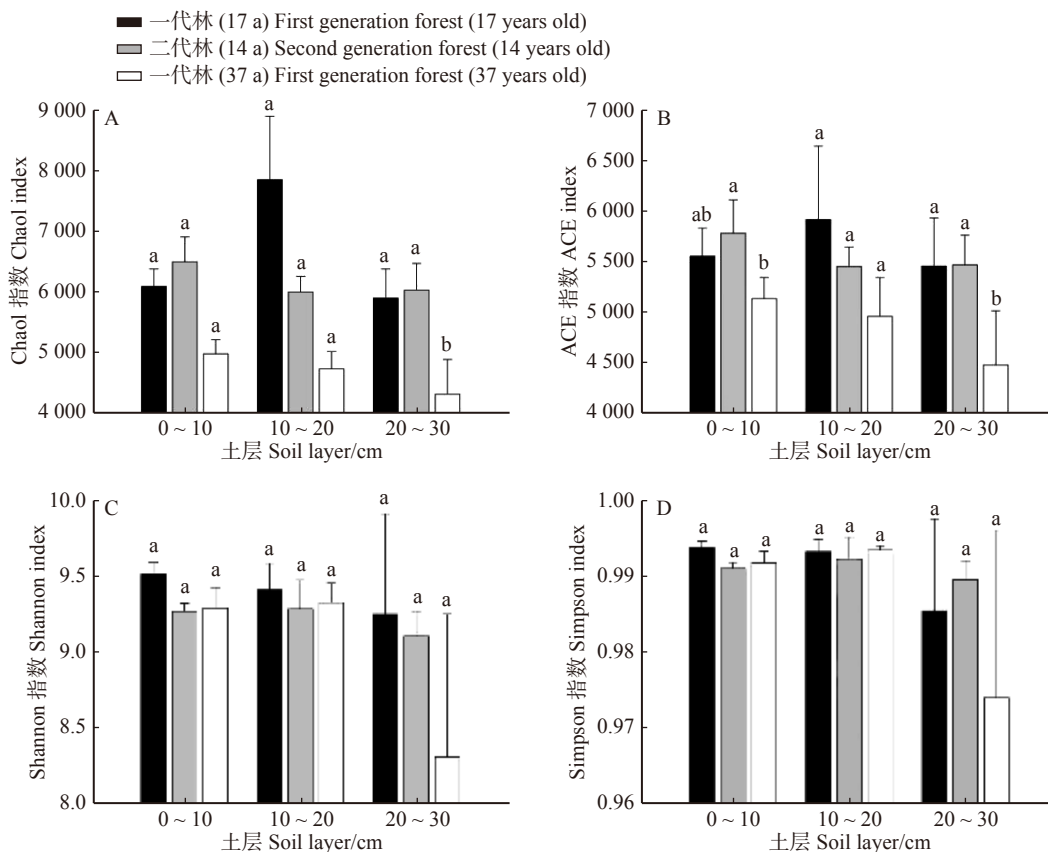 一代林 (17 a) First generation forest (17 years old)
二代林 (14 a) Second generation forest (14 years old)
一代林 (37 a) First generation forest (37 years old)
A
Chaol 指数 Chaol index
9 000
8 000
7 000
6 000
5 000
4 000
a a a
a a a
a a b
0 ~ 10 10 ~ 20 20 ~ 30
土层 Soil layer/cm
B
ACE 指数 ACE index
7 000
6 500
6 000
5 500
5 000
4 500
4 000
ab a b
a a a
a a b
0 ~ 10 10 ~ 20 20 ~ 30
土层 Soil layer/cm
C
Shannon 指数 Shannon index
10.0
9.5
9.0
8.5
8.0
a a a
a a a
a a a
0 ~ 10 10 ~ 20 20 ~ 30
土层 Soil layer/cm
D
Simpson 指数 Simpson index
1.00
0.99
0.98
0.97
0.96
a a a
a a a
a a a
0 ~ 10 10 ~ 20 20 ~ 30
土层 Soil layer/cm